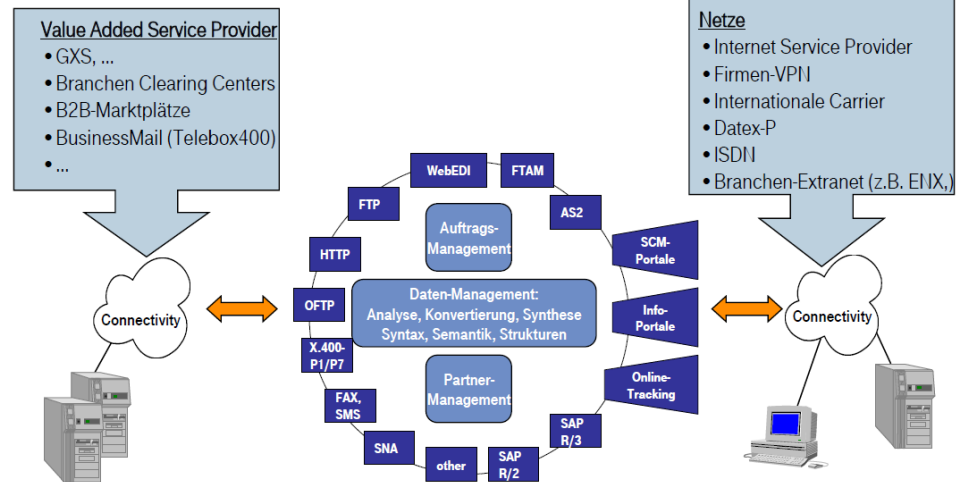 Value Added Service Provider
• GXS, ...
• Branchen Clearing Centers
• B2B-Marktplätze
• BusinessMail (Telebox400)
• ...
Netze
• Internet Service Provider
• Firmen-VPN
• Internationale Carrier
• Datex-P
• ISDN
• Branchen-Extranet (z.B. ENX,)
WebEDI
FTAM
FTP
AS2
HTTP
OFTP
X.400-
P1/P7
FAX,
SMS
SNA
other
SAP
R/2
SAP
R/3
Auftrags-
Management
Daten-Management:
Analyse, Konvertierung, Synthese
Syntax, Semantik, Strukturen
Partner-
Management
SCM-
Portale
Info-
Portale
Online-
Tracking
Connectivity
Connectivity